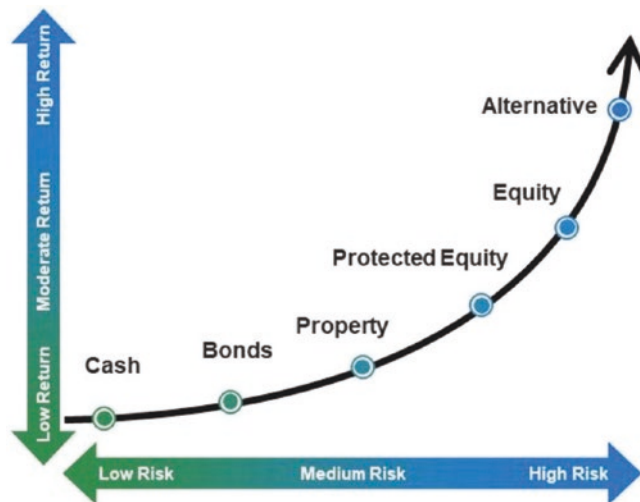 High Return
Moderate Return
Low Return
Alternative
Equity
Protected Equity
Property
Bonds
Cash
Low Risk
Medium Risk
High Risk